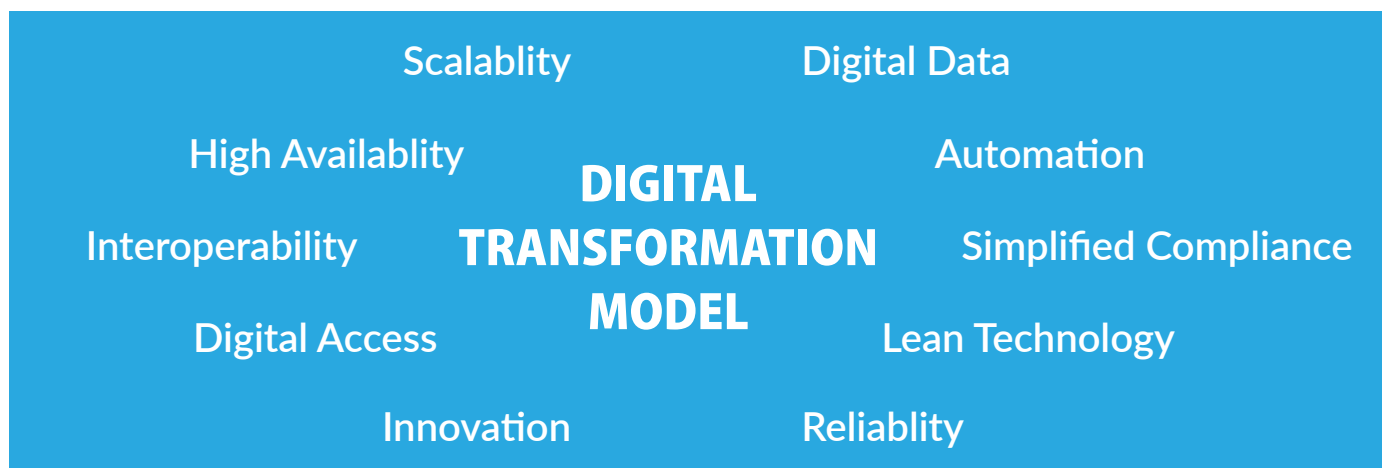 Scalablity
Digital Data
High Availablity
Automation
DIGITAL
TRANSFORMATION
MODEL
Interoperability
Simplified Compliance
Digital Access
Lean Technology
Innovation
Reliablity